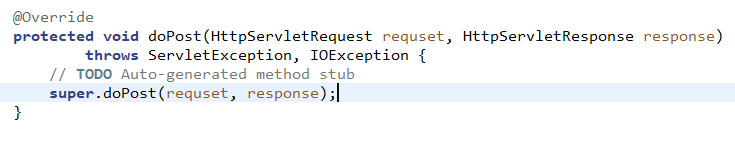 @Override
protected void doPost(HttpServletRequest requset, HttpServletResponse response)
        throws ServletException, IOException {
    // TODO Auto-generated method stub
    super.doPost(requset, response);
}